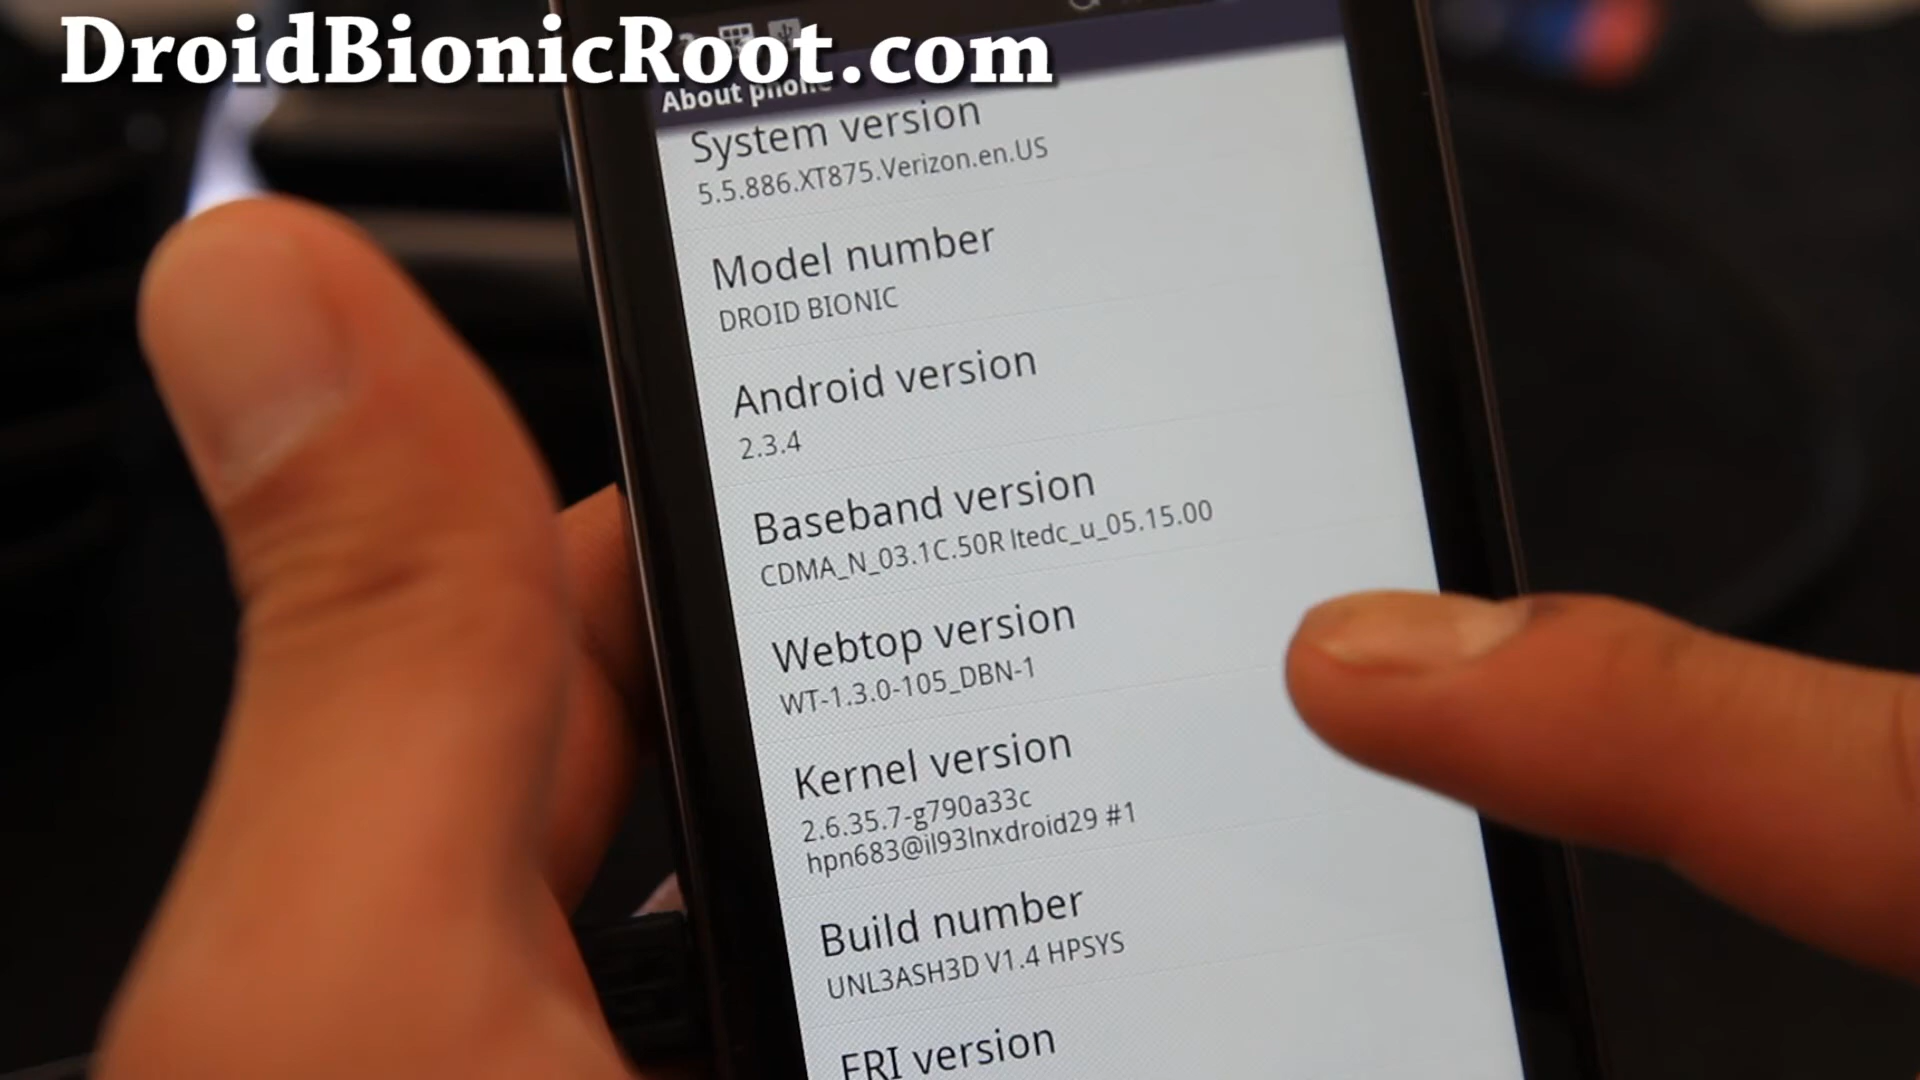 DroidBionicRoot.com
About phone
System version
5.5.886.XT875.Verizon.en.US
Model number
DROID BIONIC
Android version
2.3.4
Baseband version
CDMA_N_03.1C.50R ltedc_u_05.15.00
Webtop version
WT-1.3.0-105_DBN-1
Kernel version
2.6.35.7-g790a33c
hpn683@il93lnxdroid29 #1
Build number
UNL3ASH3D V1.4 HPSYS
ERI version